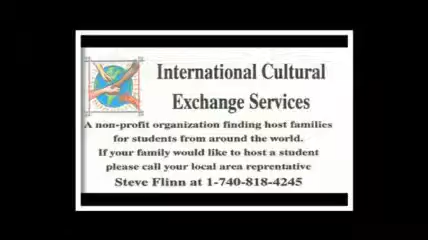 International Cultural
Exchange Services
A non-profit organization finding host families
for students from around the world.
If your family would like to host a student
please call your local area reprentative
Steve Flinn at 1-740-818-4245